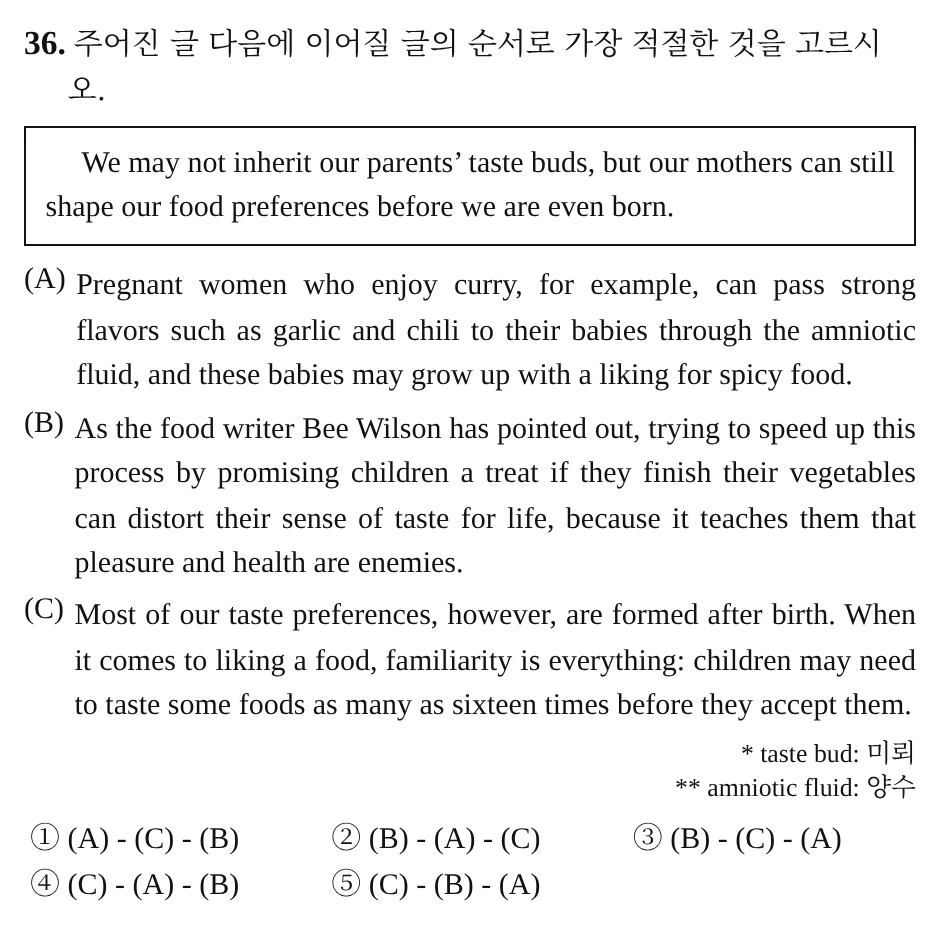 36. 주어진 글 다음에 이어질 글의 순서로 가장 적절한 것을 고르시
오.
We may not inherit our parents’ taste buds, but our mothers can still
shape our food preferences before we are even born.
(A) Pregnant women who enjoy curry, for example, can pass strong
flavors such as garlic and chili to their babies through the amniotic
fluid, and these babies may grow up with a liking for spicy food.
(B) As the food writer Bee Wilson has pointed out, trying to speed up this
process by promising children a treat if they finish their vegetables
can distort their sense of taste for life, because it teaches them that
pleasure and health are enemies.
(C) Most of our taste preferences, however, are formed after birth. When
it comes to liking a food, familiarity is everything: children may need
to taste some foods as many as sixteen times before they accept them.
* taste bud: 미뢰
** amniotic fluid: 양수
① (A) - (C) - (B) ② (B) - (A) - (C) ③ (B) - (C) - (A)
④ (C) - (A) - (B) ⑤ (C) - (B) - (A)